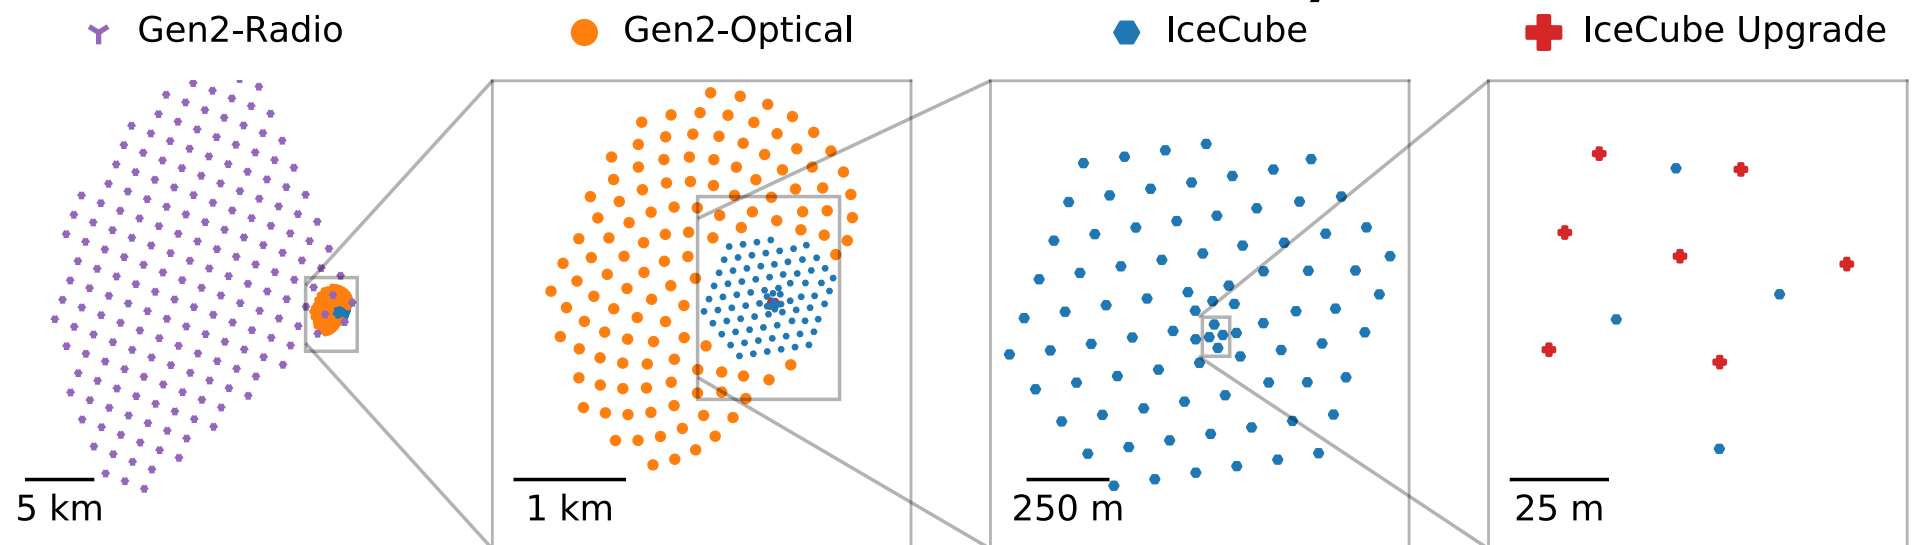 Gen2-Radio
Gen2-Optical
IceCube
IceCube Upgrade
5 km
1 km
250 m
25 m